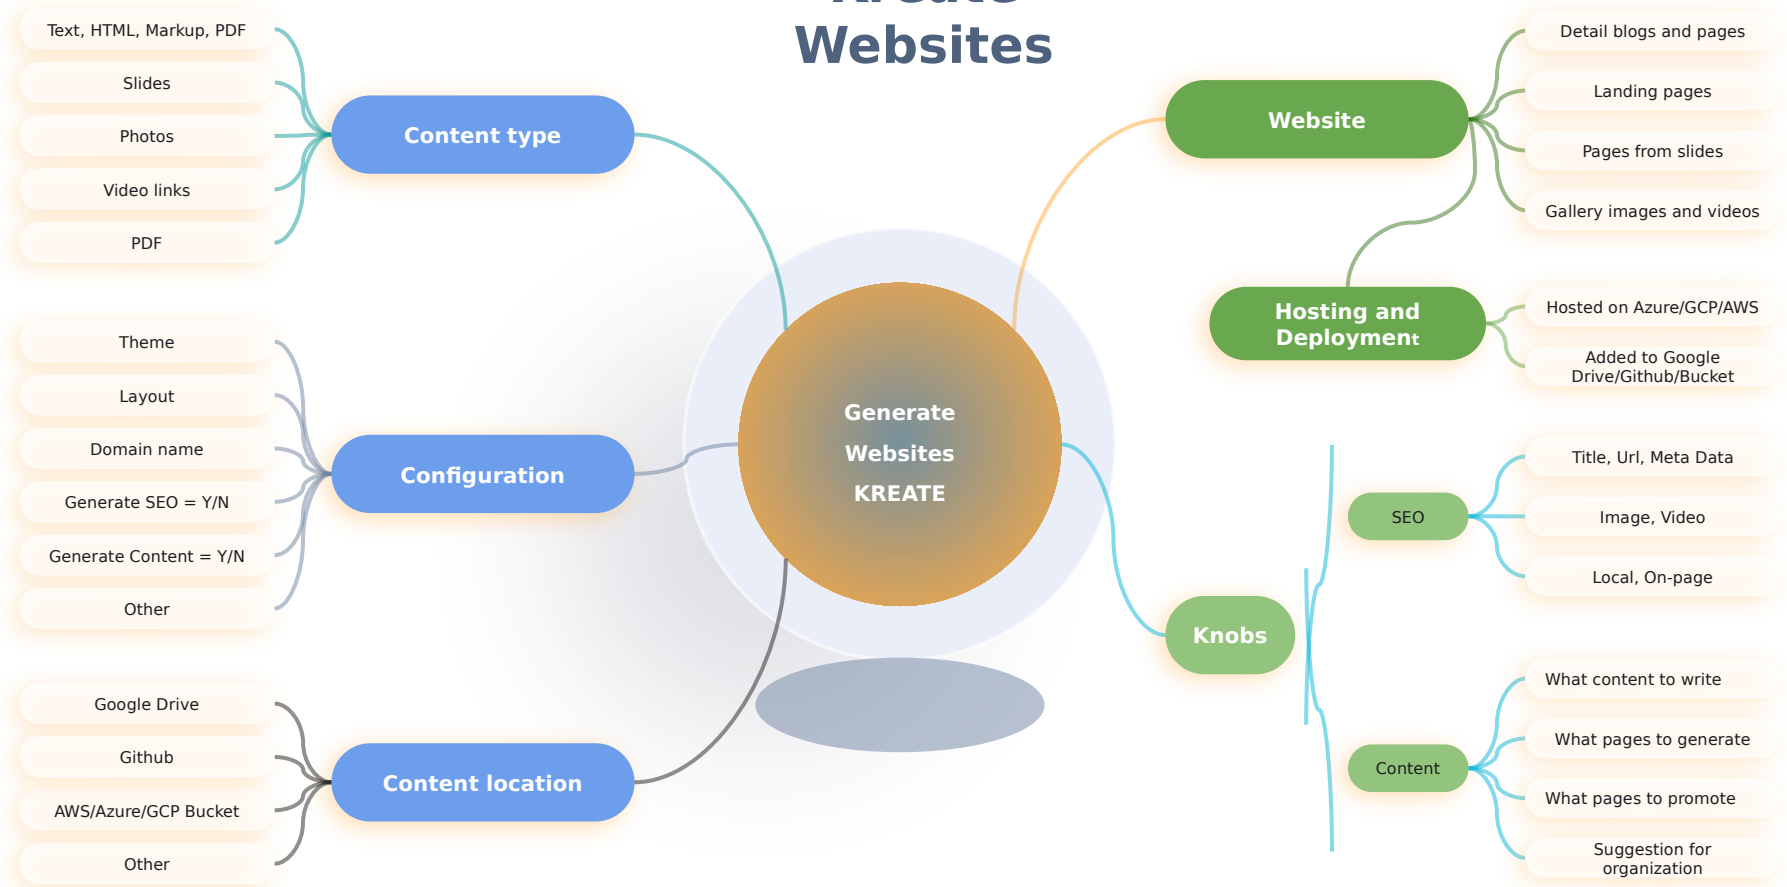 Kreate
Websites
Text, HTML, Markup, PDF
Slides
Photos
Video links
PDF
Content type
Theme
Layout
Domain name
Generate SEO = Y/N
Generate Content = Y/N
Other
Configuration
Google Drive
Github
AWS/Azure/GCP Bucket
Other
Content location
Generate
Websites
KREATE
Website
Detail blogs and pages
Landing pages
Pages from slides
Gallery images and videos
Hosting and
Deployment
Hosted on Azure/GCP/AWS
Added to Google
Drive/Github/Bucket
Knobs
SEO
Title, Url, Meta Data
Image, Video
Local, On-page
Content
What content to write
What pages to generate
What pages to promote
Suggestion for
organization